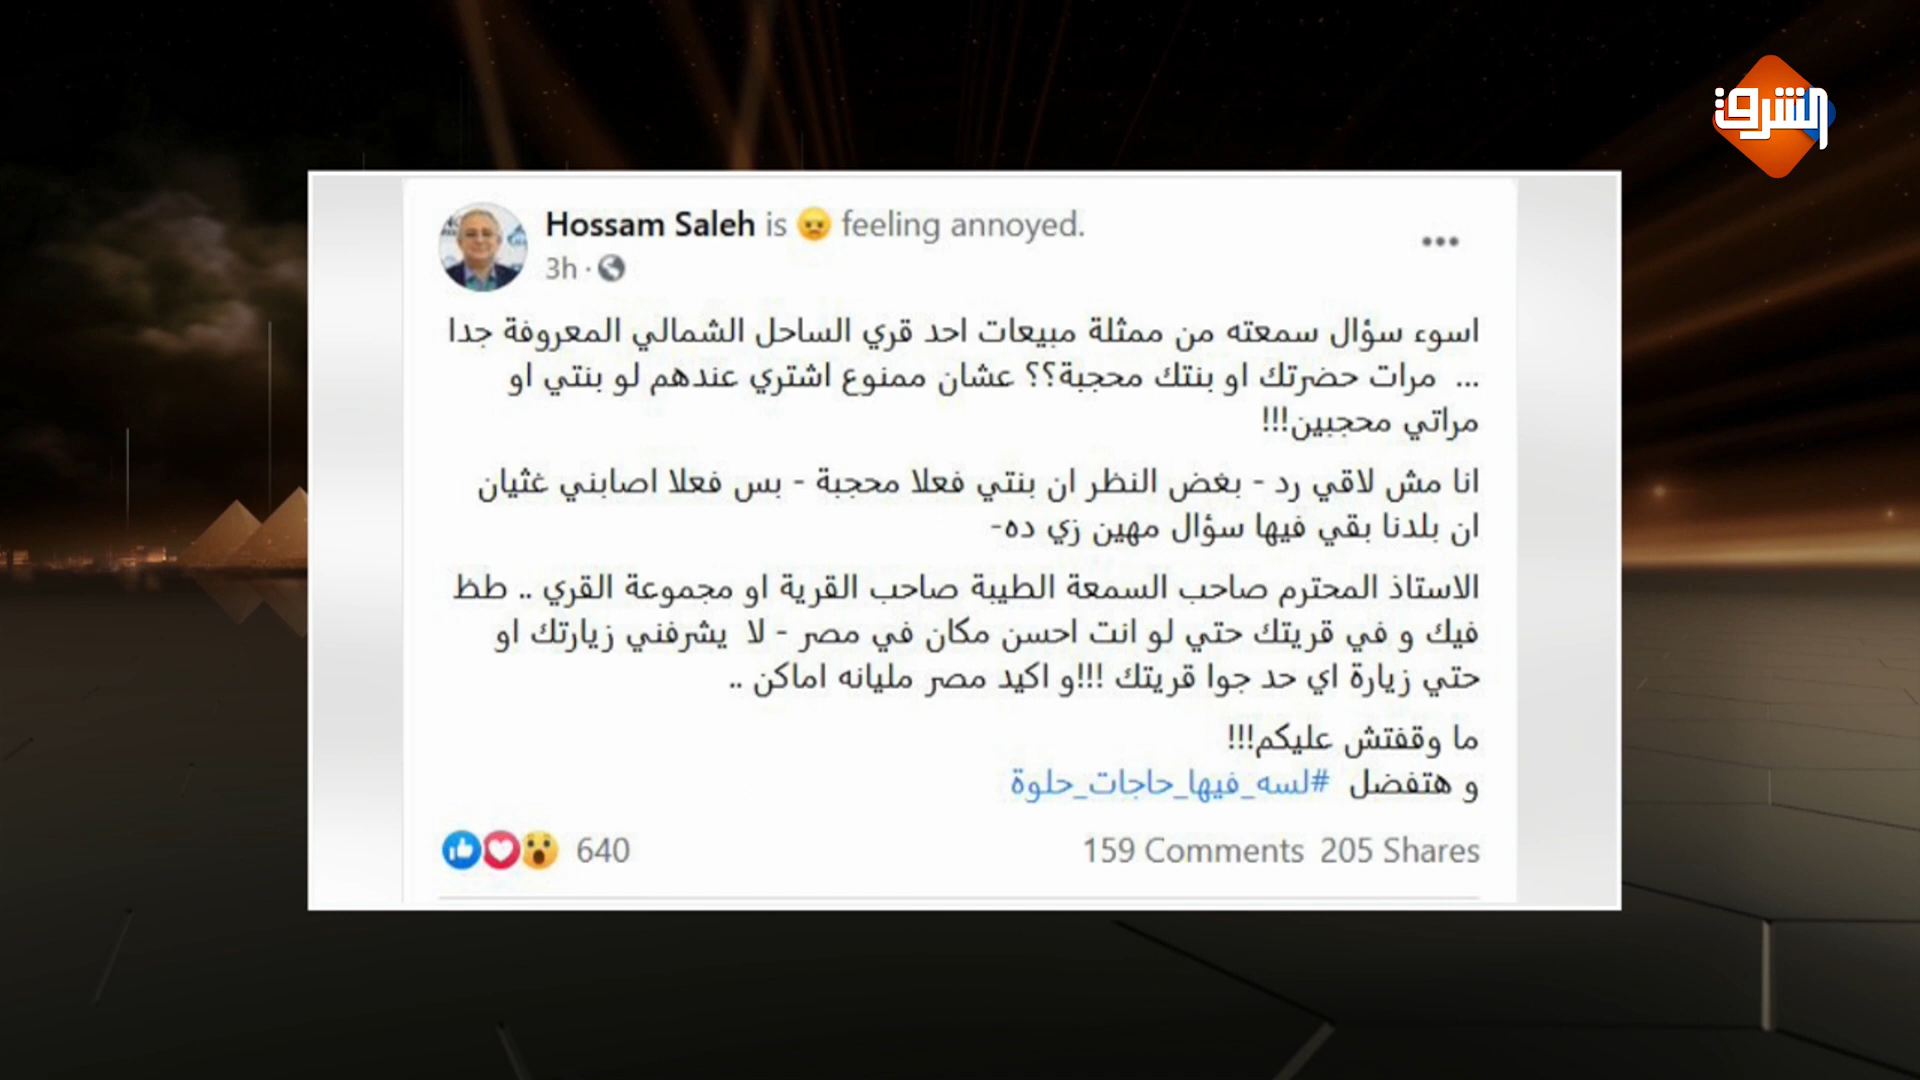 الشرق
Hossam Saleh is feeling annoyed.
3h ·
اسوء سؤال سمعته من ممثلة مبيعات احد قري الساحل الشمالي المعروفة جدا
... مرات حضرتك او بنتك محجبة؟؟ عشان ممنوع اشتري عندهم لو بنتي او
مراتي محجبين!!!
انا مش لاقي رد - بغض النظر ان بنتي فعلا محجبة - بس فعلا اصابني غثيان
ان بلدنا بقي فيها سؤال مهين زي ده-
الاستاذ المحترم صاحب السمعة الطيبة صاحب القرية او مجموعة القري .. طظ
فيك و في قريتك حتي لو انت احسن مكان في مصر - لا يشرفني زيارتك او
حتي زيارة اي حد جوا قريتك !!!و اكيد مصر مليانه اماكن ..
ما وقفتش عليكم!!!
و هتفضل #لسه_فيها_حاجات_حلوة
640 159 Comments 205 Shares